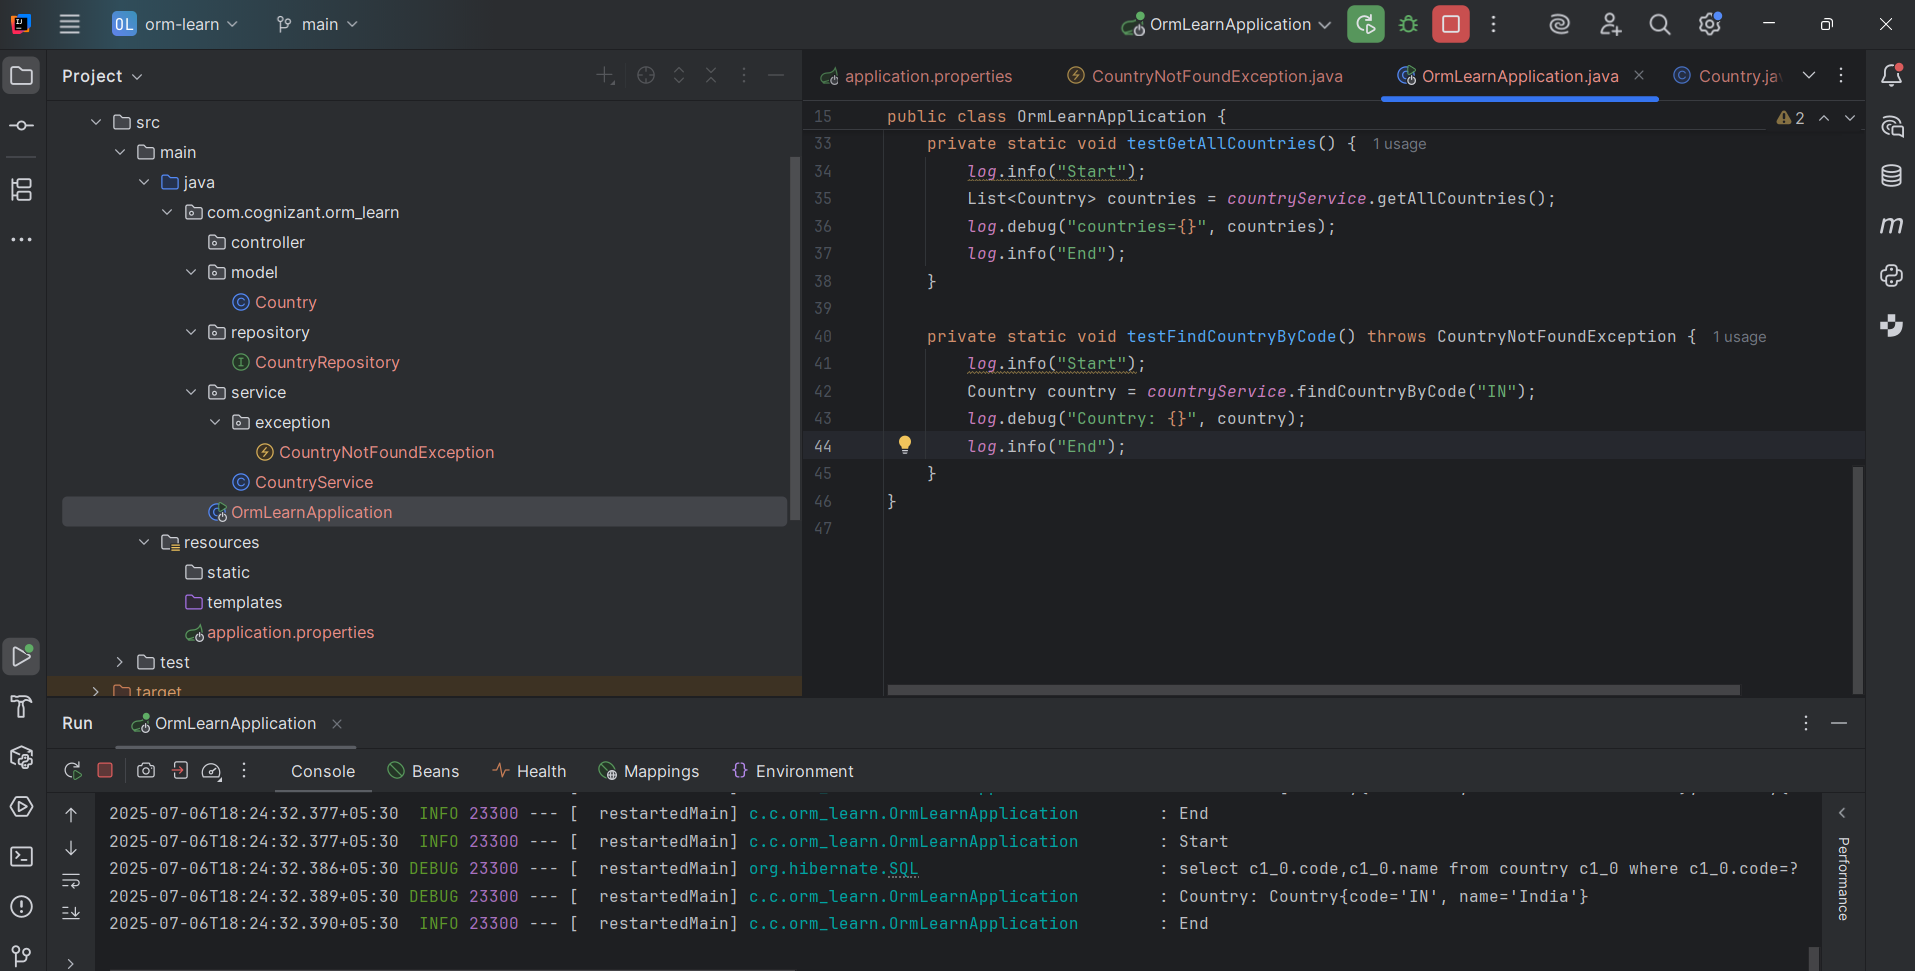 OL orm-learn main OrmLearnApplication
Project
src
main
java
com.cognizant.orm_learn
controller
model
Country
repository
CountryRepository
service
exception
CountryNotFoundException
CountryService
OrmLearnApplication
resources
static
templates
application.properties
test
target
application.properties CountryNotFoundException.java OrmLearnApplication.java Country.ja
15 public class OrmLearnApplication { 2
33 private static void testGetAllCountries() { 1 usage
34 log.info("Start");
35 List<Country> countries = countryService.getAllCountries();
36 log.debug("countries={}", countries);
37 log.info("End");
38 }
39
40 private static void testFindCountryByCode() throws CountryNotFoundException { 1 usage
41 log.info("Start");
42 Country country = countryService.findCountryByCode("IN");
43 log.debug("Country: {}", country);
44 log.info("End");
45 }
46 }
47
Run OrmLearnApplication
Console Beans Health Mappings Environment
2025-07-06T18:24:32.377+05:30 INFO 23300 --- [ restartedMain] c.c.orm_learn.OrmLearnApplication : End
2025-07-06T18:24:32.377+05:30 INFO 23300 --- [ restartedMain] c.c.orm_learn.OrmLearnApplication : Start
2025-07-06T18:24:32.386+05:30 DEBUG 23300 --- [ restartedMain] org.hibernate.SQL : select c1_0.code,c1_0.name from country c1_0 where c1_0.code=?
2025-07-06T18:24:32.389+05:30 DEBUG 23300 --- [ restartedMain] c.c.orm_learn.OrmLearnApplication : Country: Country{code='IN', name='India'}
2025-07-06T18:24:32.390+05:30 INFO 23300 --- [ restartedMain] c.c.orm_learn.OrmLearnApplication : End
Performance